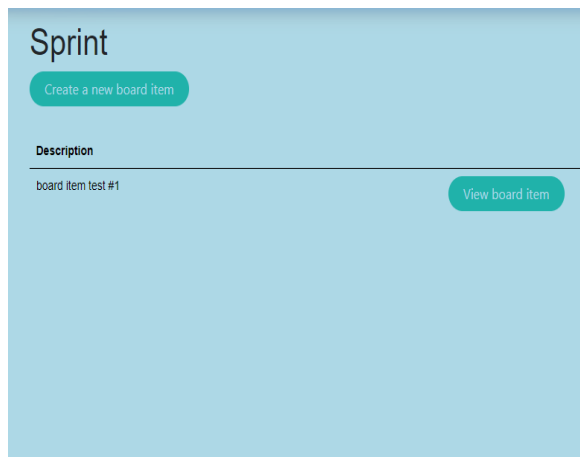 Sprint
Create a new board item
Description
board item test #1
View board item